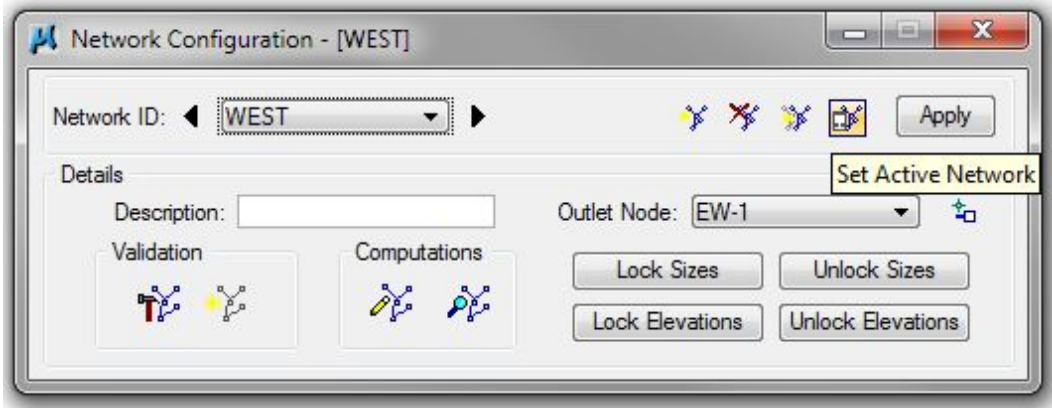 Network Configuration - [WEST]
Network ID: WEST Apply
Set Active Network
Details
Description: Outlet Node: EW-1
Validation Computations
Lock Sizes Unlock Sizes
Lock Elevations Unlock Elevations